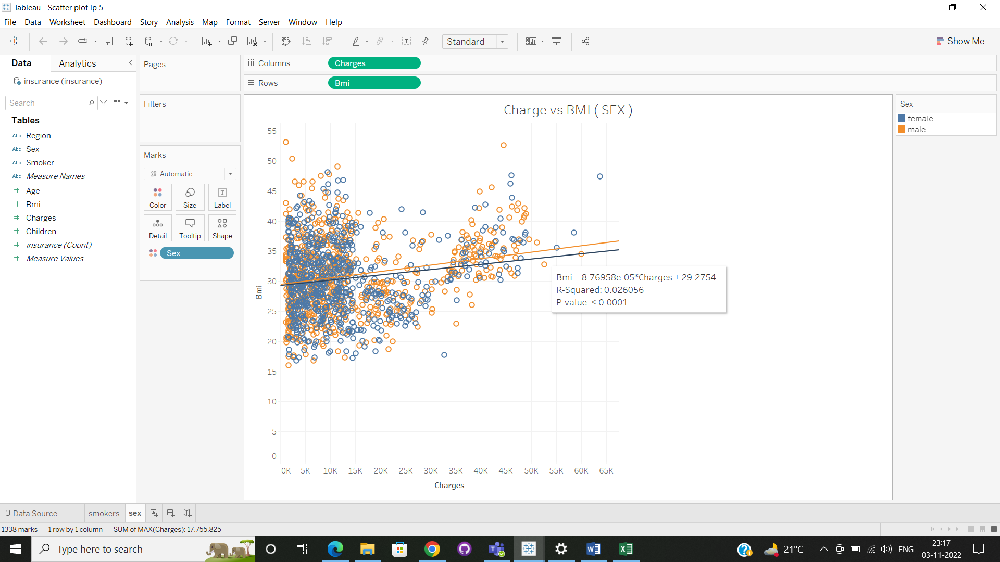 Tableau - Scatter plot lp 5
File Data Worksheet Dashboard Story Analysis Map Format Server Window Help
Standard
Show Me
Data Analytics
insurance (insurance)
Search
Tables
Abc Region
Abc Sex
Abc Smoker
Abc Measure Names
# Age
# Bmi
# Charges
# Children
# insurance (Count)
# Measure Values
Pages
Filters
Marks
Automatic
Color Size Label
Detail Tooltip Shape
Sex
Columns Charges
Rows Bmi
Charge vs BMI ( SEX )
55
50
45
40
35
30
25
20
15
10
5
0
Bmi
0K 5K 10K 15K 20K 25K 30K 35K 40K 45K 50K 55K 60K 65K
Charges
Bmi = 8.76958e-05*Charges + 29.2754
R-Squared: 0.026056
P-value: < 0.0001
Sex
female
male
Data Source smokers sex
1338 marks 1 row by 1 column SUM of MAX(Charges): 17,755,825
Type here to search
21°C
ENG
23:17
03-11-2022